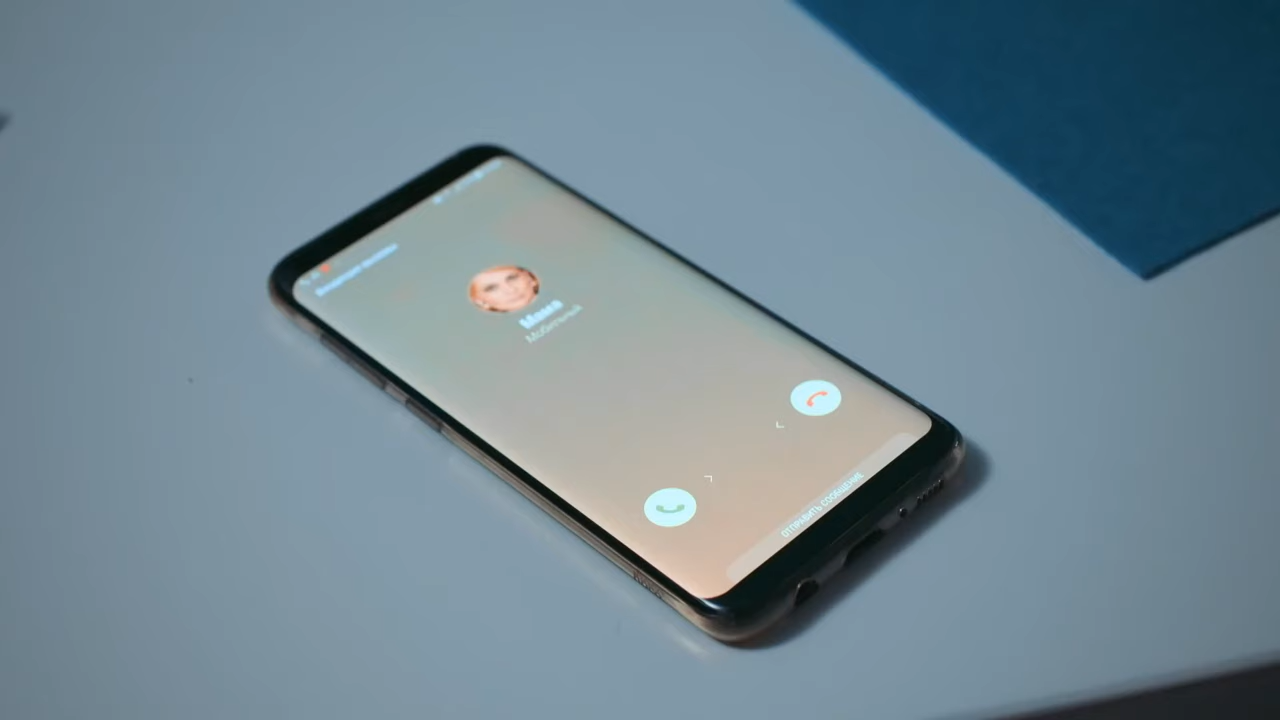 Мама
Мобильный
ОТПРАВИТЬ СООБЩЕНИЕ